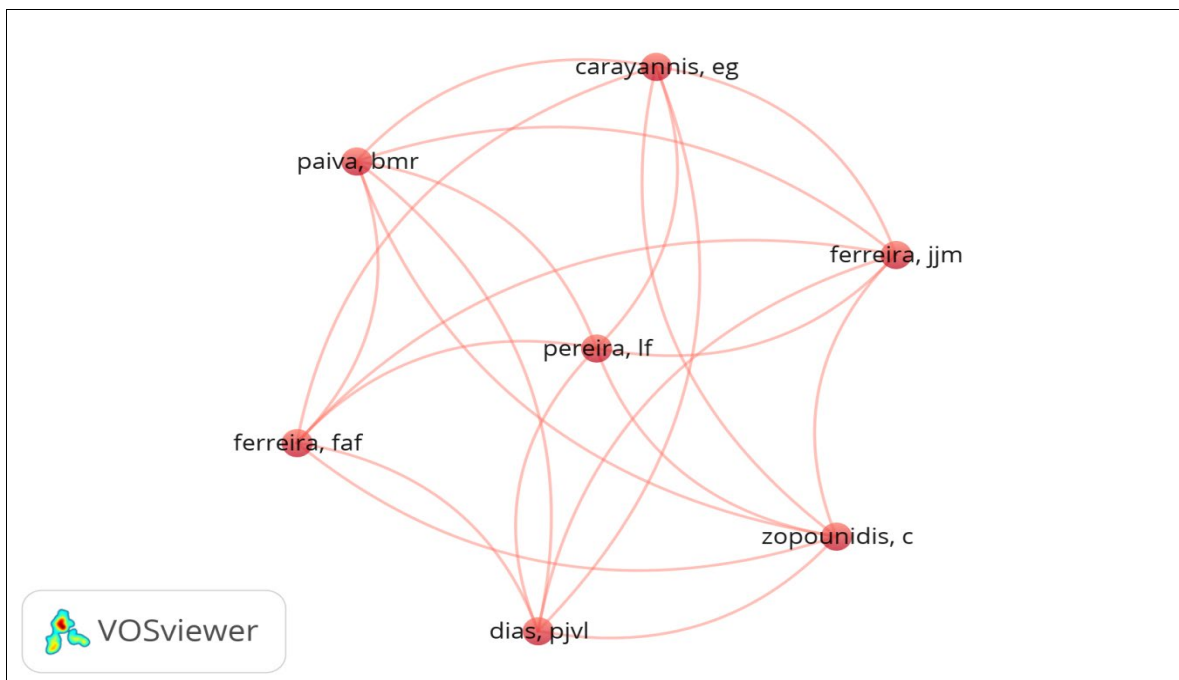 carayannis, eg
paiva, bmr
ferreira, jjm
pereira, lf
ferreira, faf
zopounidis, c
dias, pjvl
VOSviewer